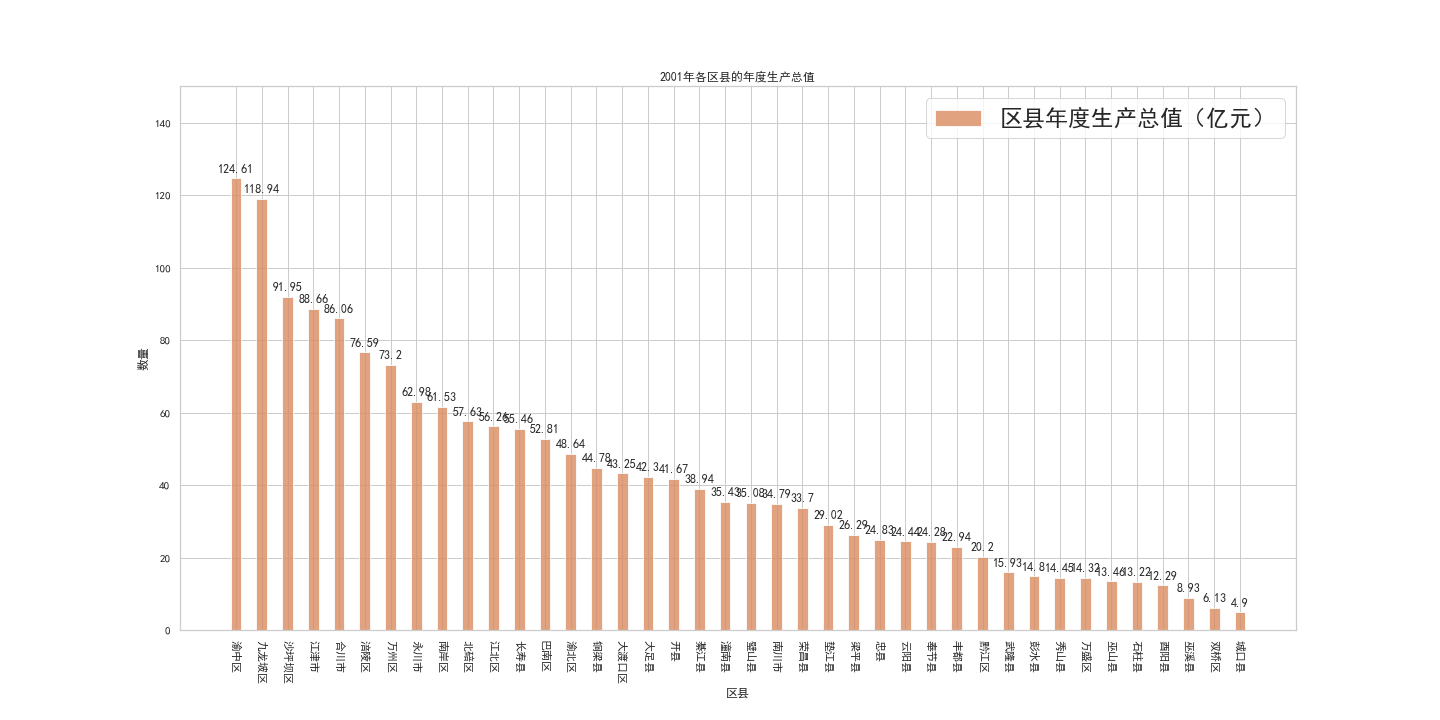 2001年各区县的年度生产总值
区县年度生产总值（亿元）
数量
140
120
100
80
60
40
20
0
124.61
118.94
91.95
88.66
86.06
76.59
73.2
62.98
61.53
57.63
56.26
55.46
52.81
48.64
44.78
43.25
42.3
41.67
38.94
35.43
35.08
34.79
33.7
29.02
26.29
24.83
24.44
24.28
22.94
20.2
15.93
14.8
14.45
14.32
13.46
13.22
12.29
8.93
6.13
4.9
渝中区
九龙坡区
沙坪坝区
江津市
合川市
涪陵区
万州区
永川市
南岸区
北碚区
江北区
长寿县
巴南区
渝北区
铜梁县
大渡口区
大足县
开县
綦江县
潼南县
璧山县
南川市
荣昌县
垫江县
梁平县
忠县
云阳县
奉节县
丰都县
黔江区
武隆县
彭水县
秀山县
万盛区
巫山县
石柱县
酉阳县
巫溪县
双桥区
城口县
区县